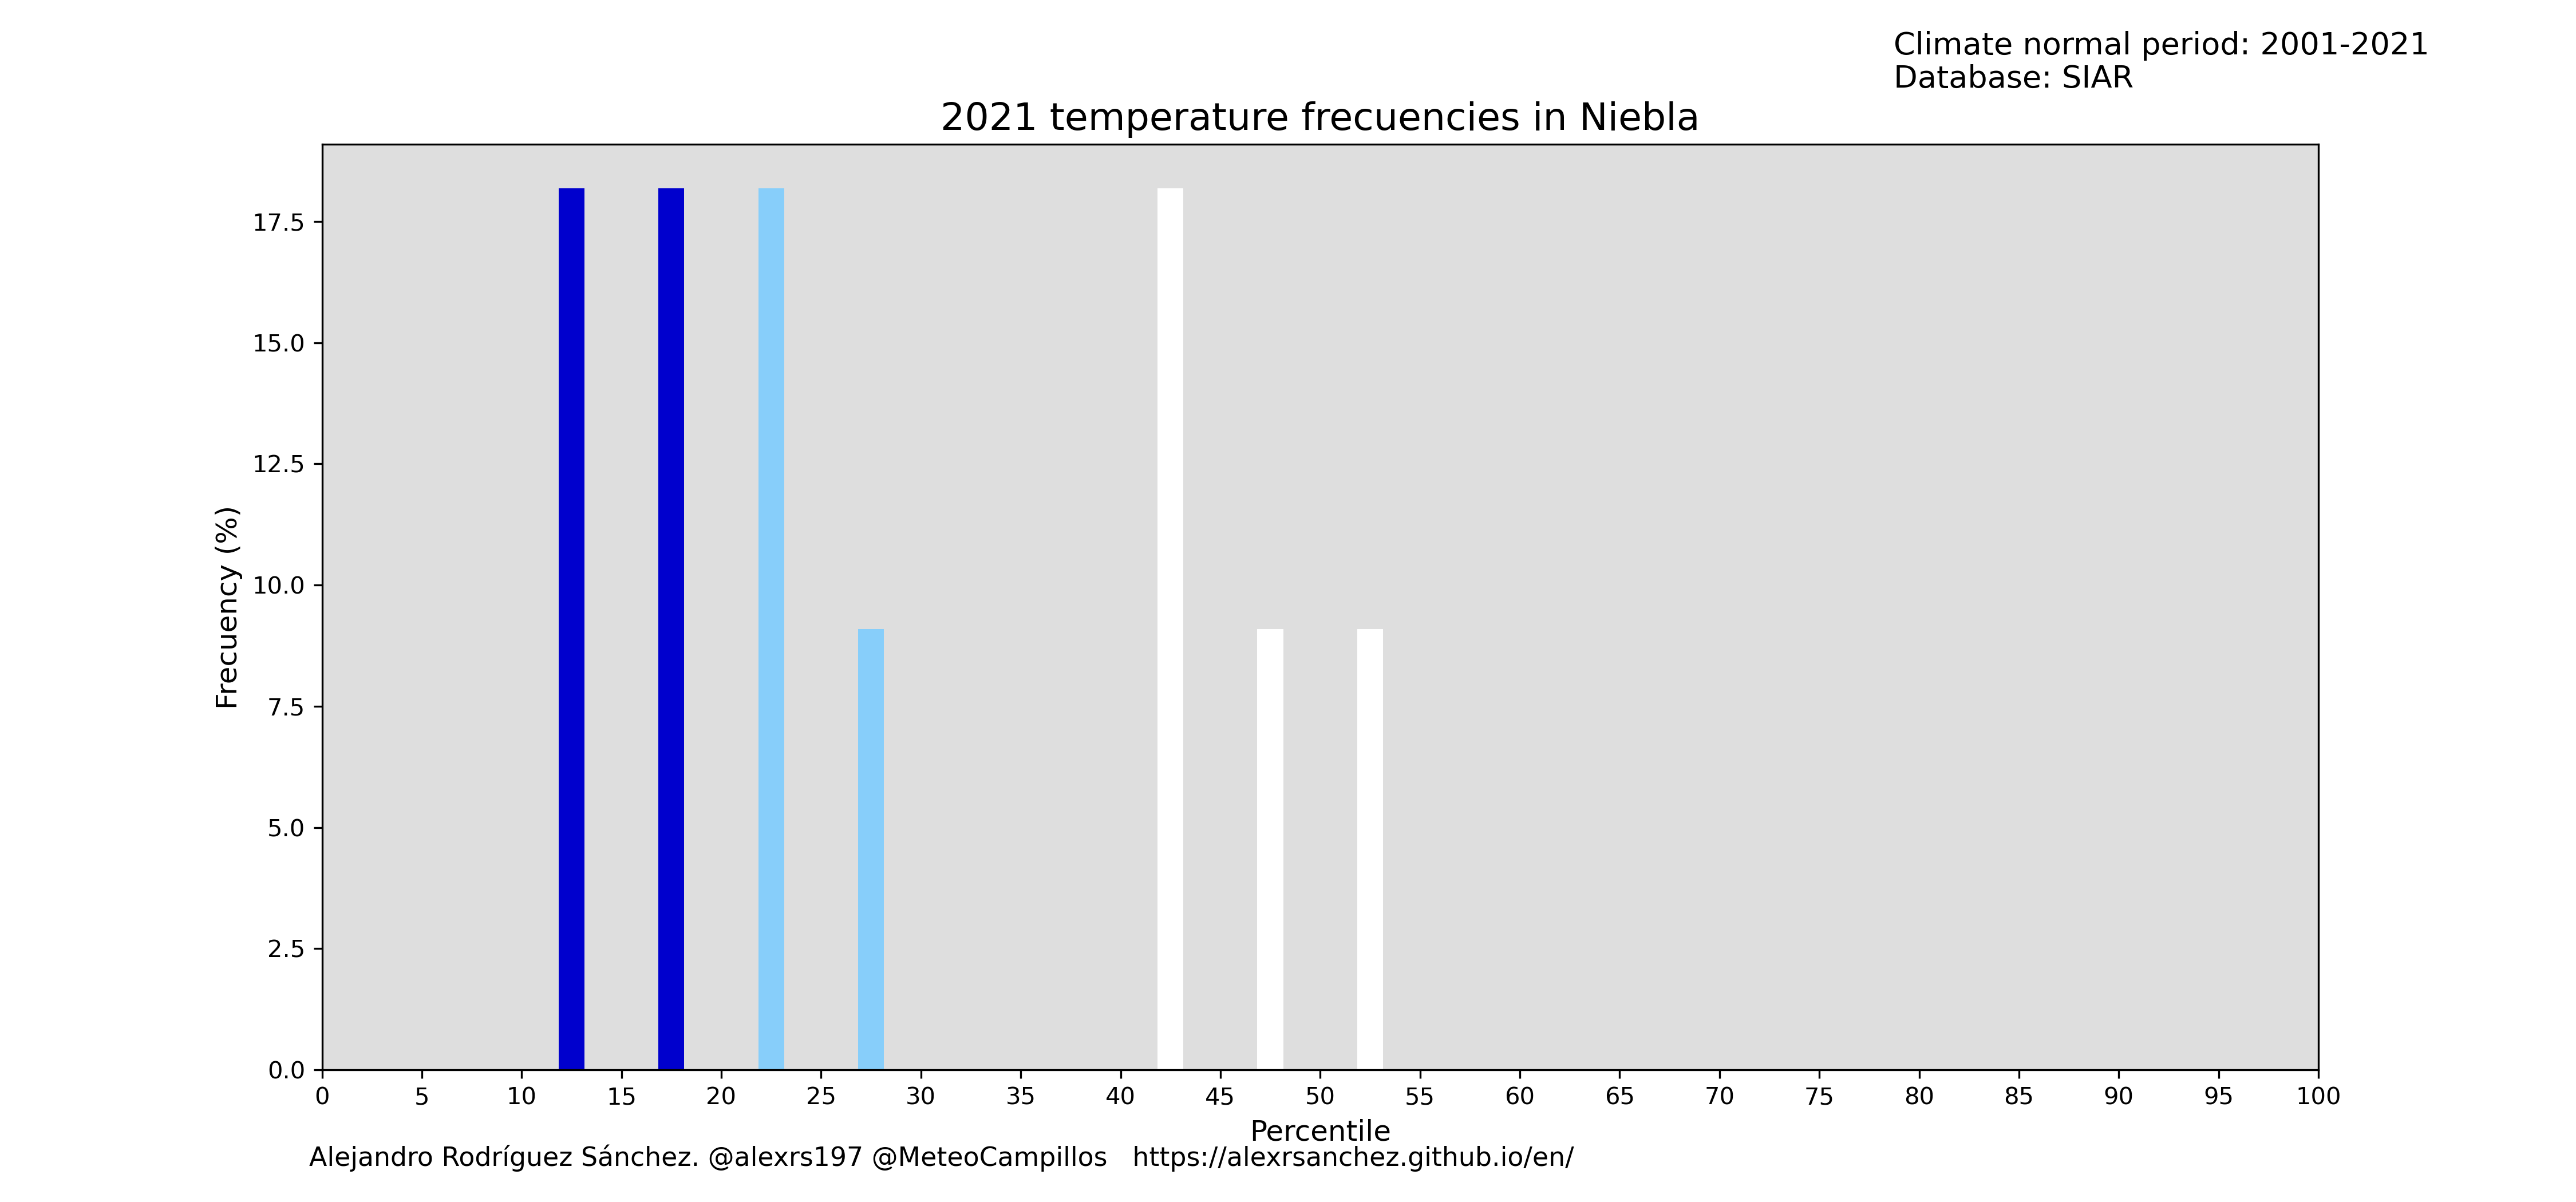 Climate normal period: 2001-2021
Database: SIAR
2021 temperature frecuencies in Niebla
17.5
15.0
12.5
10.0
7.5
5.0
2.5
0.0
Frecuency (%)
0 5 10 15 20 25 30 35 40 45 50 55 60 65 70 75 80 85 90 95 100
Percentile
Alejandro Rodríguez Sánchez. @alexrs197 @MeteoCampillos https://alexrsanchez.github.io/en/